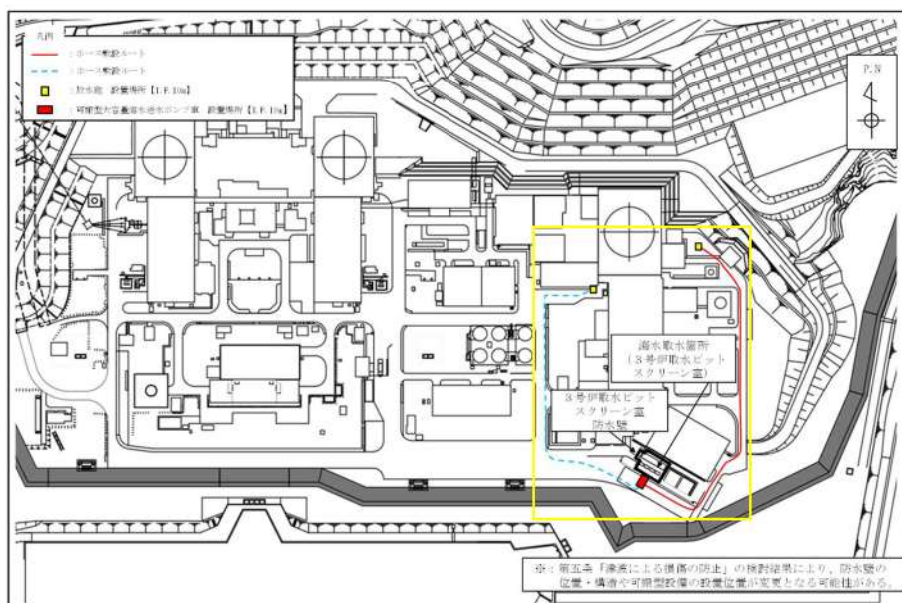 凡例
：ホース敷設ルート
：ホース敷設ルート
：放水砲 設置場所【T.P.10m】
：可搬型大容量海水送水ポンプ車 設置場所【T.P.10m】
P.N
海水取水箇所
（３号炉取水ピット
スクリーン室）
３号炉取水ピット
スクリーン室
防水壁
※：第五条「津波による損傷の防止」の検討結果により、防水壁の
位置・構造や可搬型設備の設置位置が変更となる可能性がある。